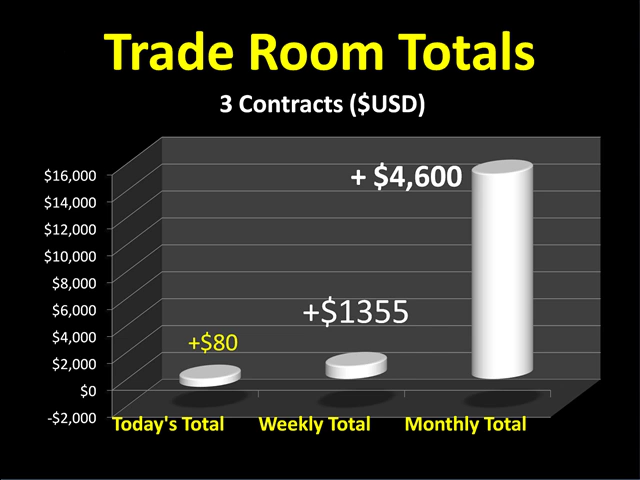 Trade Room Totals
3 Contracts ($USD)
$16,000
$14,000
$12,000
$10,000
$8,000
$6,000
$4,000
$2,000
$0
-$2,000
+ $4,600
+$1355
+$80
Today's Total
Weekly Total
Monthly Total